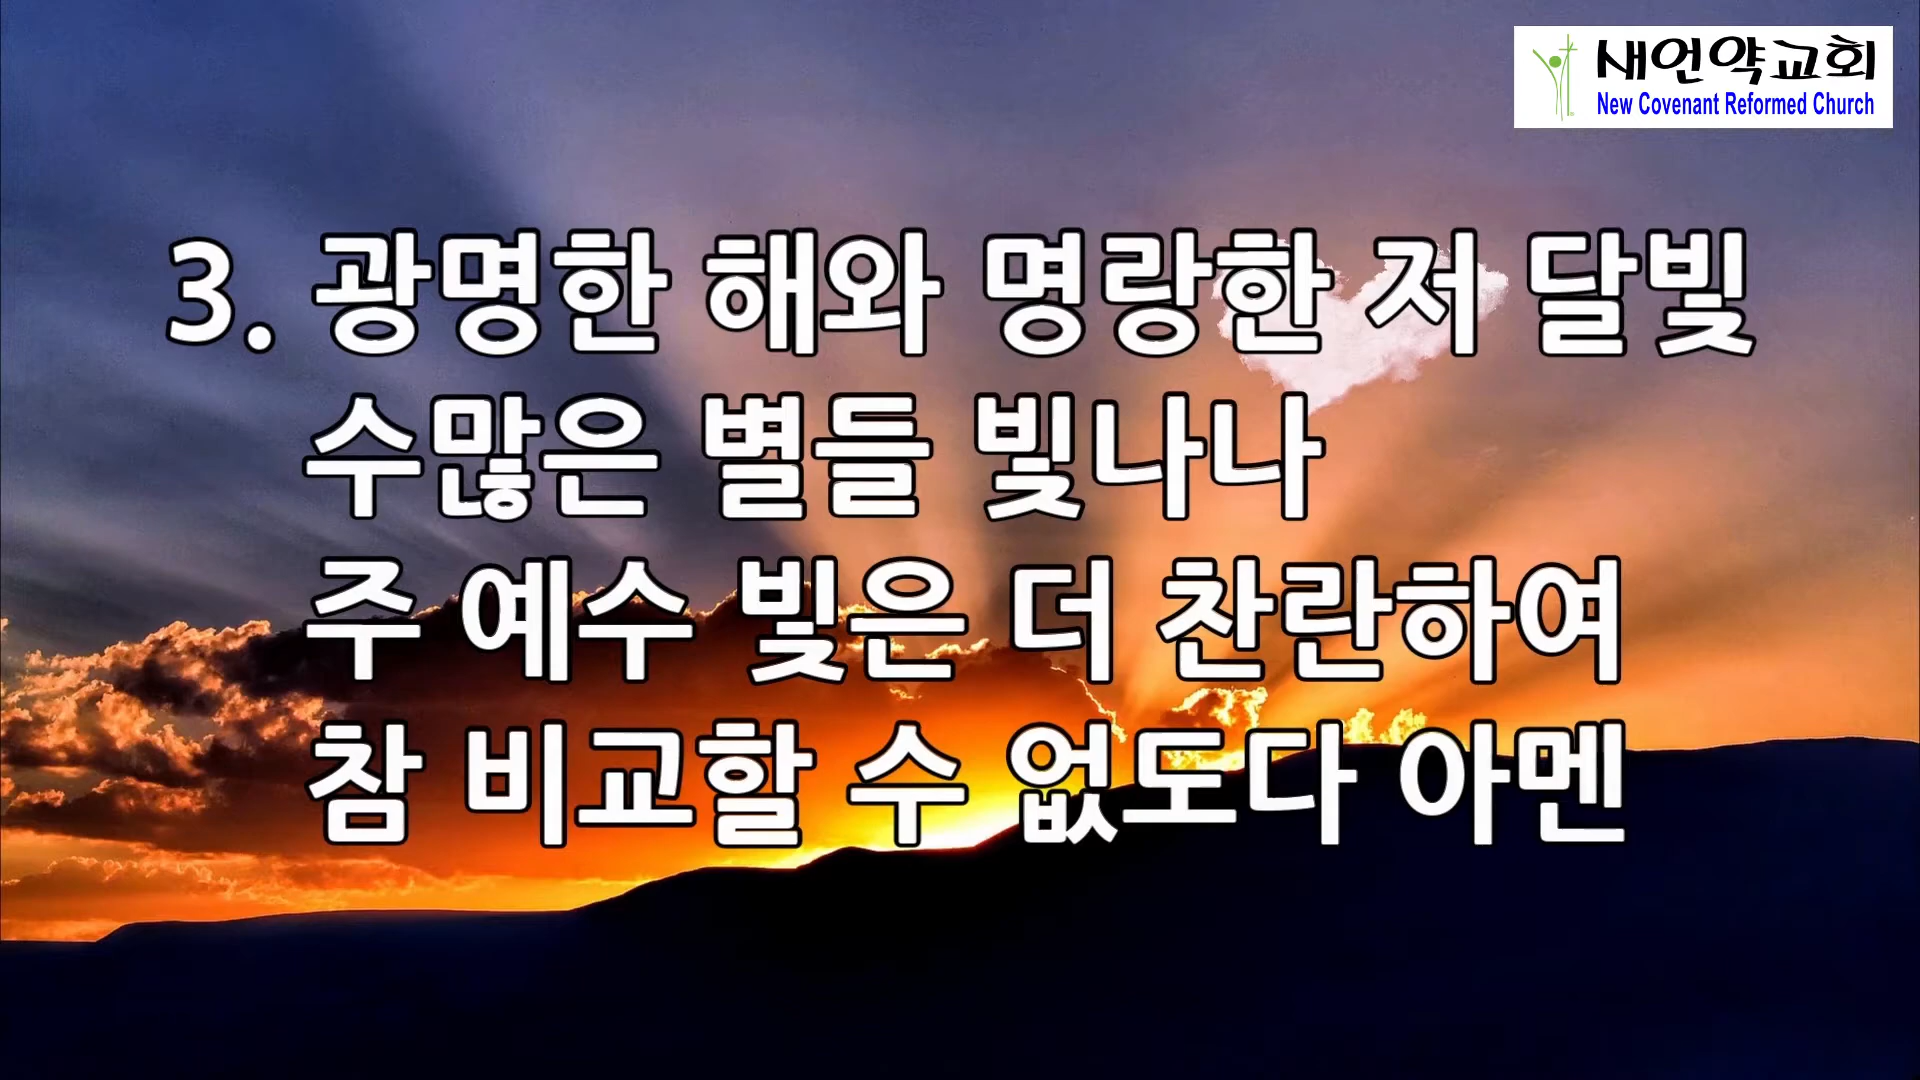 새언약교회
New Covenant Reformed Church
3. 광명한 해와 명랑한 저 달빛
수많은 별들 빛나나
주 예수 빛은 더 찬란하여
참 비교할 수 없도다 아멘